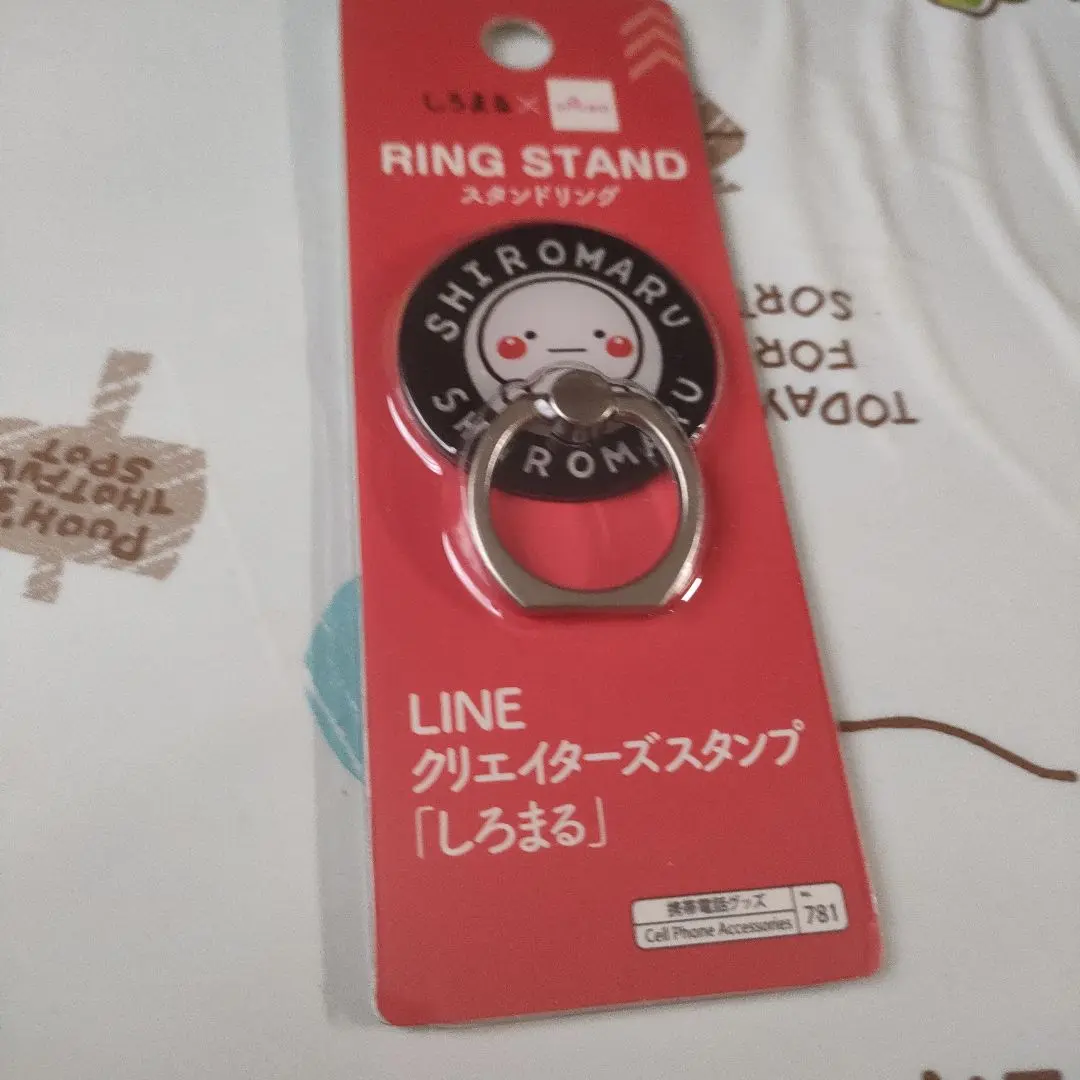 しろまる×
RING STAND
スタンドリング
SHIROMARU
LINE
クリエイターズスタンプ
「しろまる」
携帯電話グッズ
Cell Phone Accessories
No. 781
TODAY
FOR
SORT
POOH'S
THOTFUL
SPOT